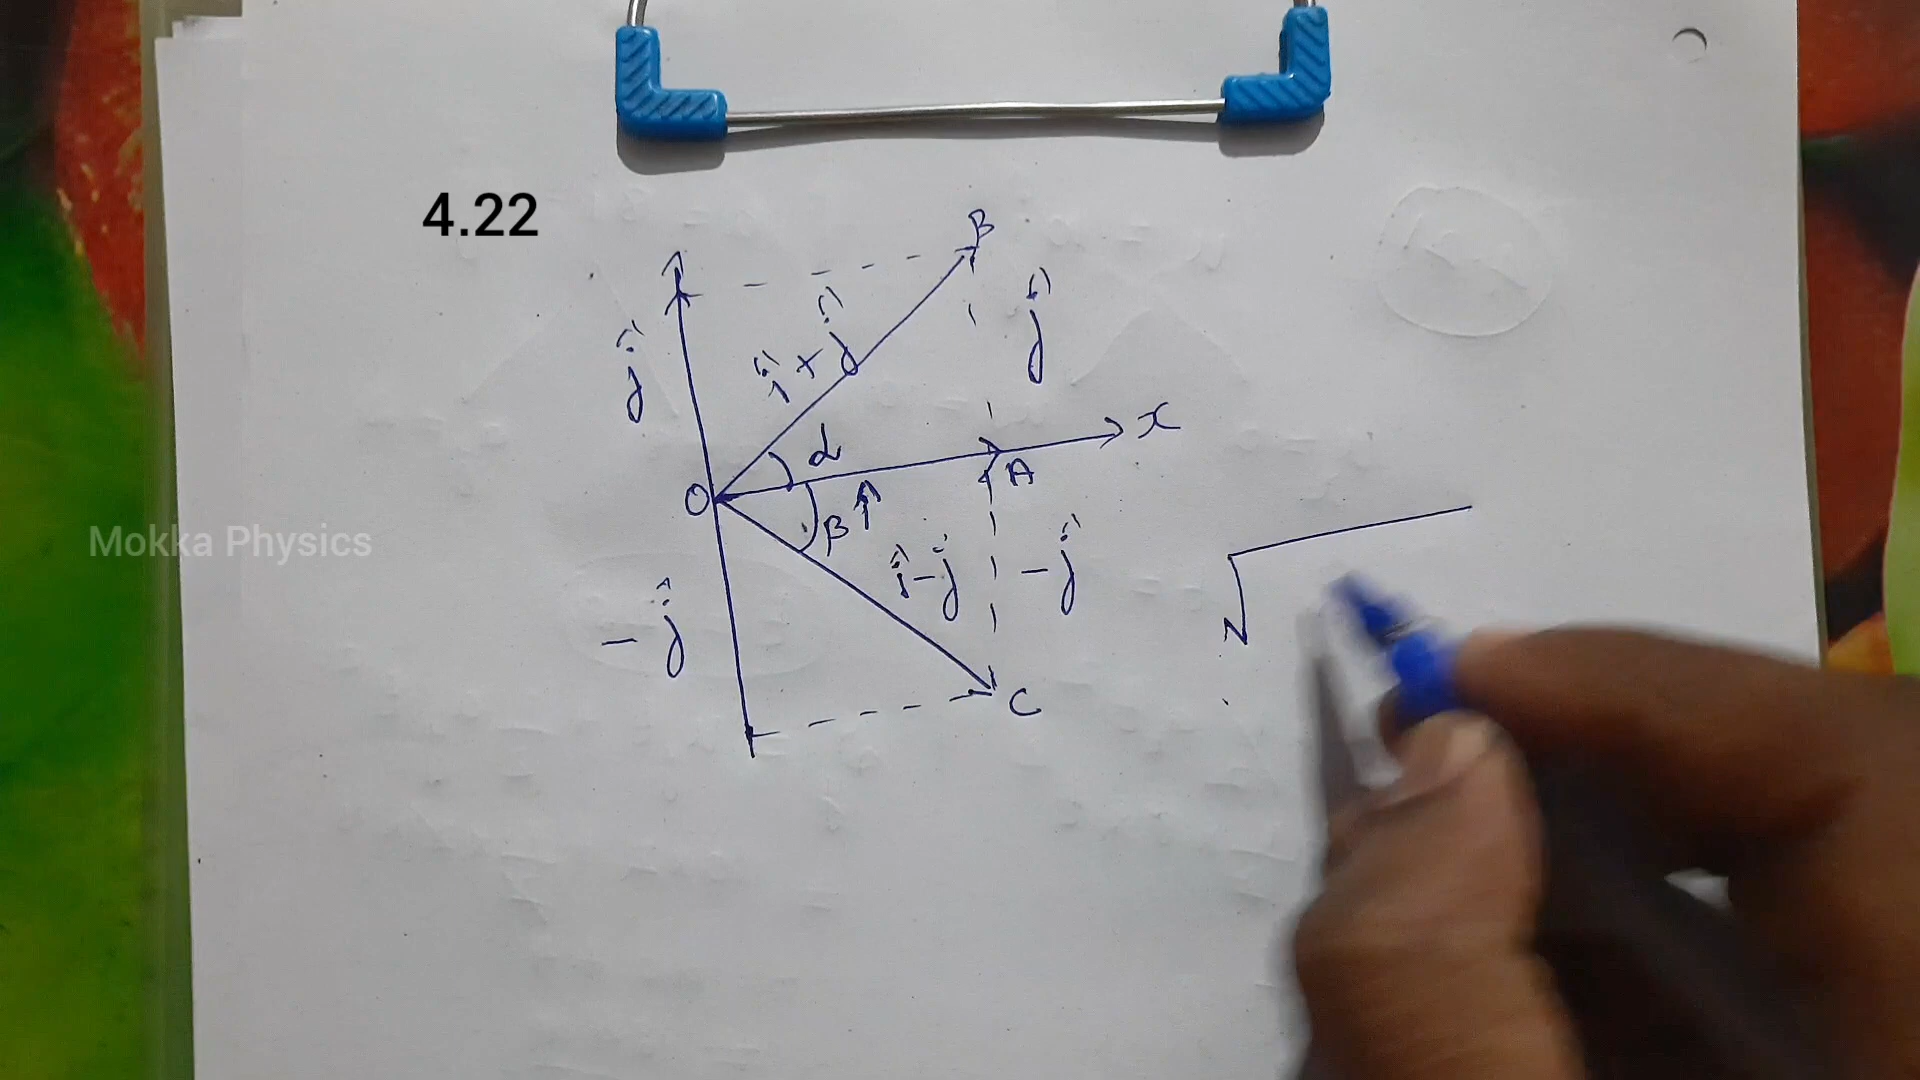 4.22
B
ĵ
î + ĵ
ĵ
x
α
A
O
î
β
Mokka Physics
î - ĵ
- ĵ
- ĵ
C
√